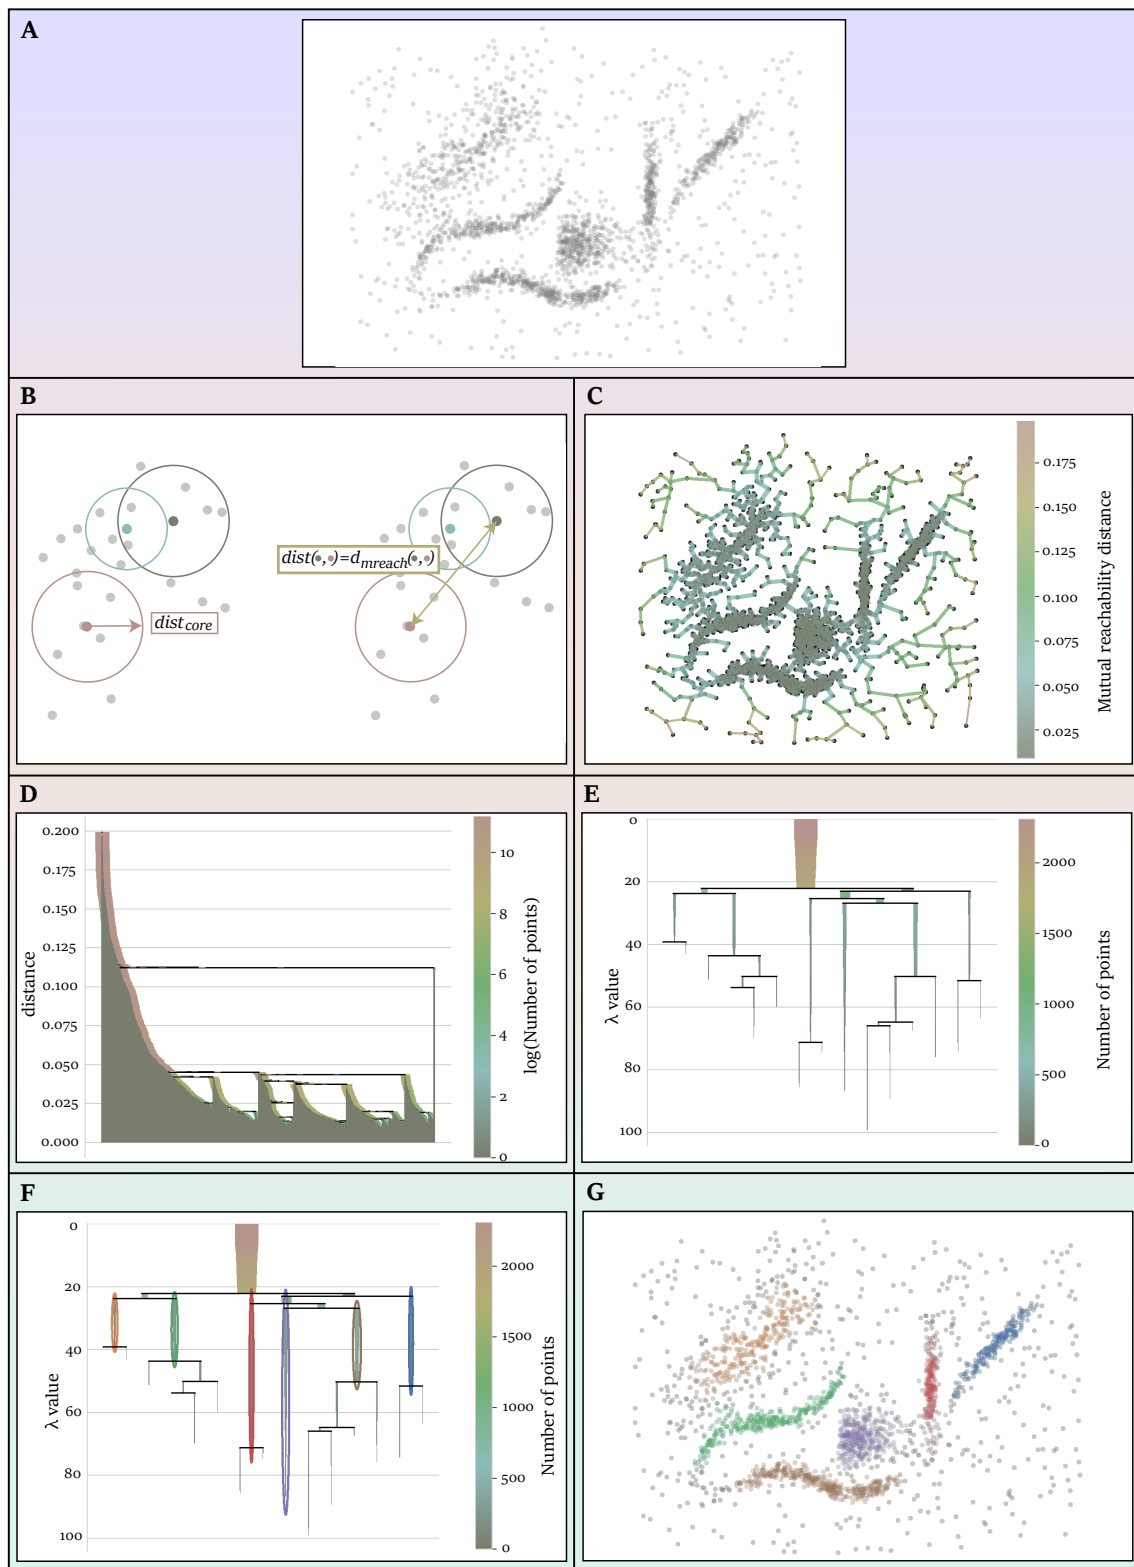 A
B
dist core
dist( , )=d mreach( , )
C
0.175
0.150
0.125
0.100
0.075
0.050
0.025
Mutual reachability distance
D
0.200
0.175
0.150
0.125
0.100
0.075
0.050
0.025
0.000
distance
10
8
6
4
2
0
log(Number of points)
E
0
20
40
60
80
100
λ value
2000
1500
1000
500
0
Number of points
F
0
20
40
60
80
100
λ value
2000
1500
1000
500
0
Number of points
G